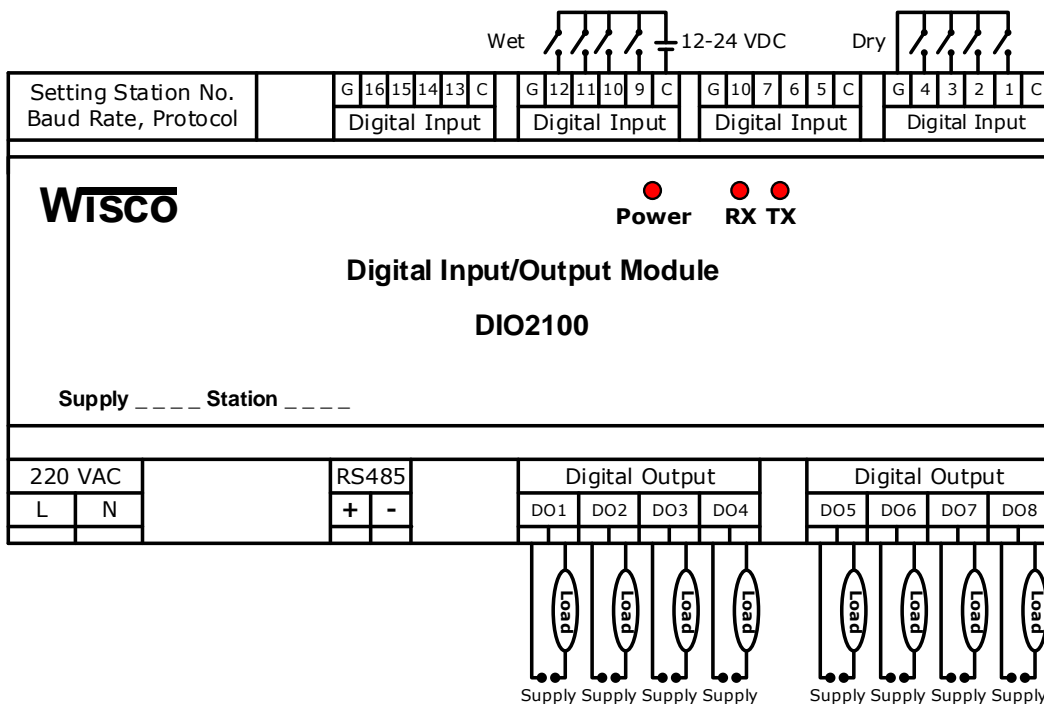 Wet 12-24 VDC Dry
Setting Station No.
Baud Rate, Protocol
G 16 15 14 13 C
Digital Input
G 12 11 10 9 C
Digital Input
G 10 7 6 5 C
Digital Input
G 4 3 2 1 C
Digital Input
Wisco
Power RX TX
Digital Input/Output Module
DIO2100
Supply _ _ _ _ Station _ _ _ _
220 VAC
L N
RS485
+ -
Digital Output
DO1 DO2 DO3 DO4
Digital Output
DO5 DO6 DO7 DO8
Load Load Load Load Load Load Load Load
Supply Supply Supply Supply Supply Supply Supply Supply